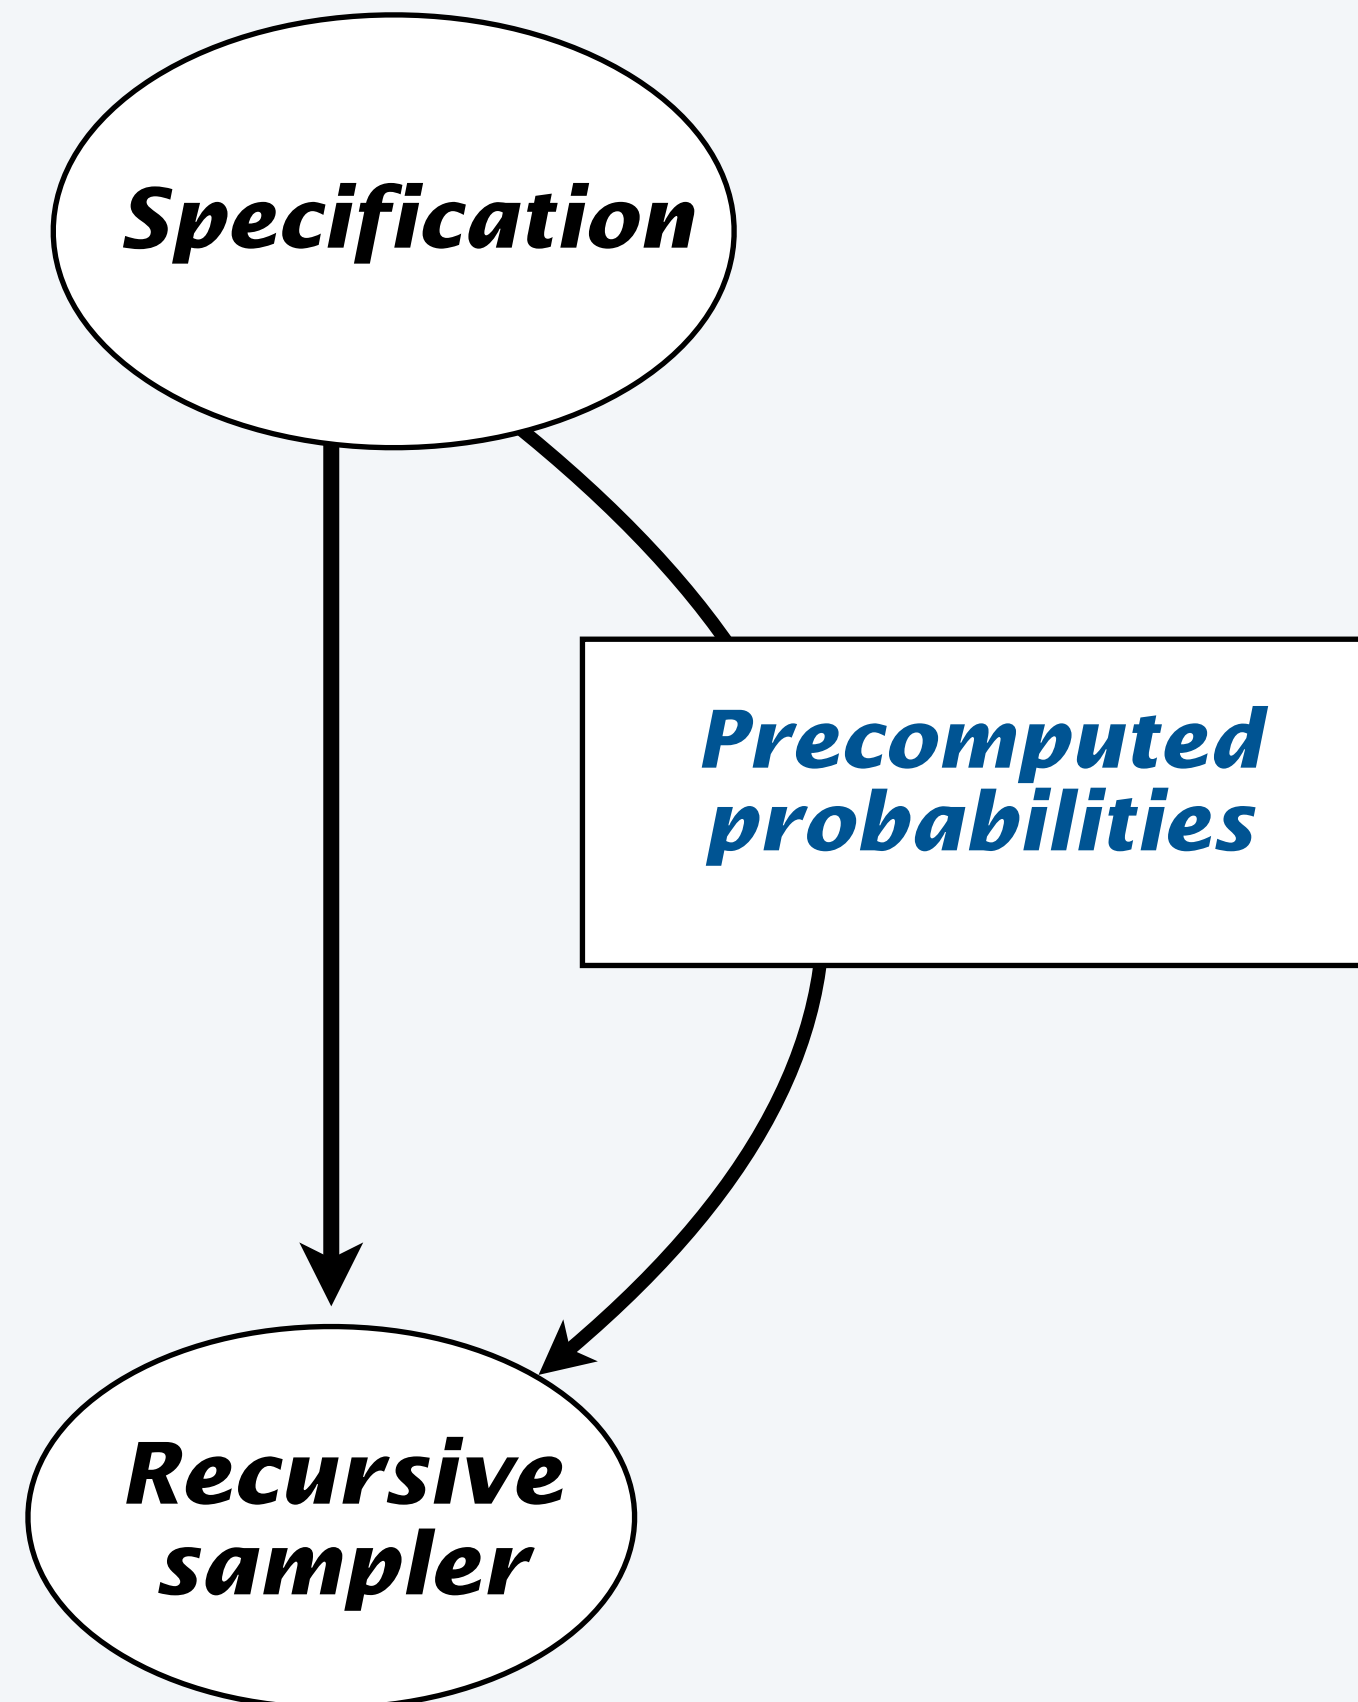 Specification
Precomputed
probabilities
Recursive
sampler